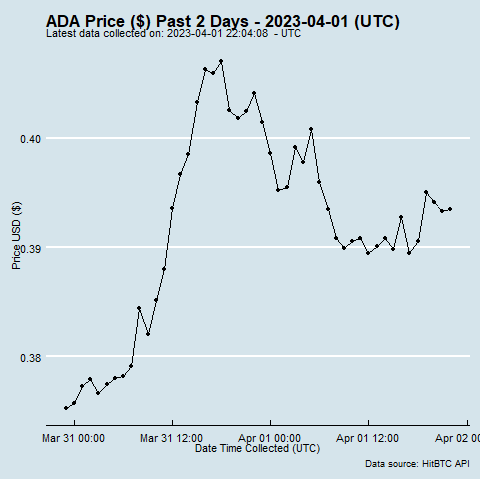 ADA Price ($) Past 2 Days - 2023-04-01 (UTC)
Latest data collected on: 2023-04-01 22:04:08 - UTC
0.40
0.39
0.38
Price USD ($)
Mar 31 00:00
Mar 31 12:00
Apr 01 00:00
Apr 01 12:00
Apr 02 00
Date Time Collected (UTC)
Data source: HitBTC API